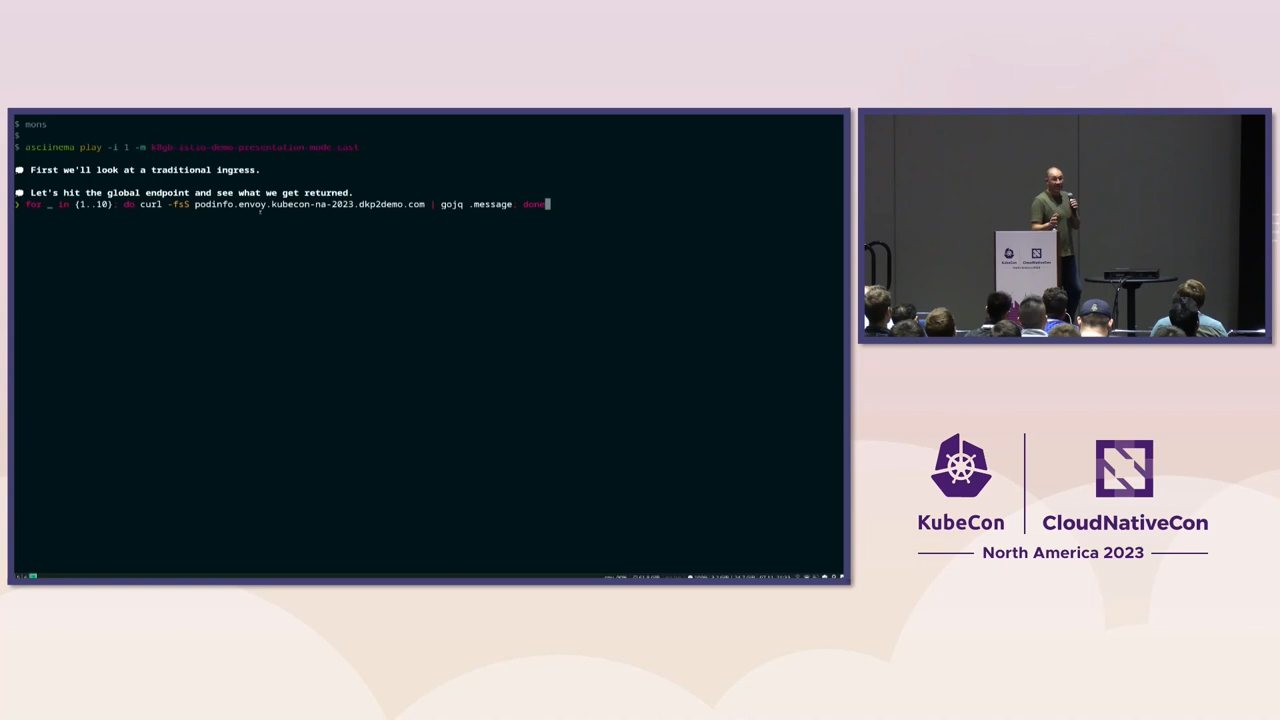 $ mons
$
$ asciinema play -i 1 -m k8gb-istio-demo-presentation-mode.cast
💭 First we'll look at a traditional ingress.
💭 Let's hit the global endpoint and see what we get returned.
❯ for _ in {1..10}; do curl -fsS podinfo.envoy.kubecon-na-2023.dkp2demo.com | gojq .message; done
KubeCon
CloudNativeCon
KubeCon
CloudNativeCon
North America 2023